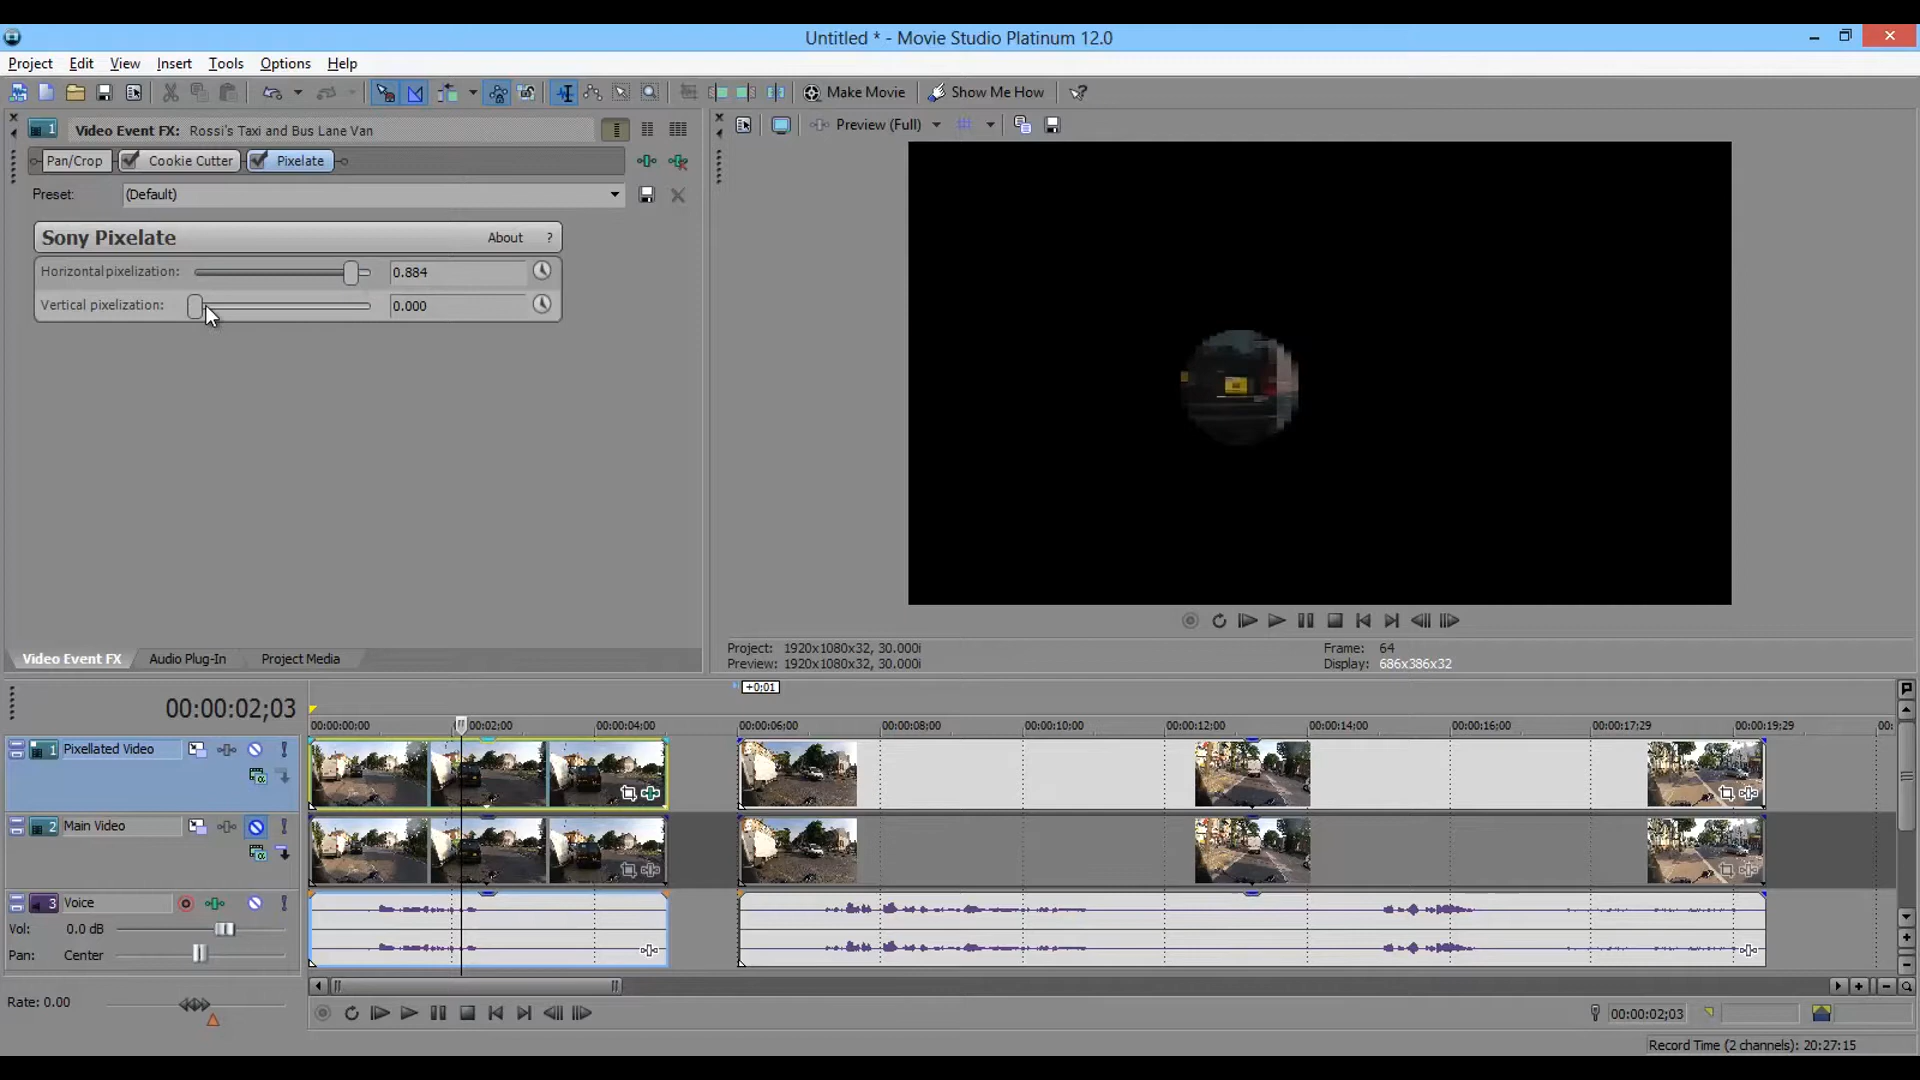 Untitled * - Movie Studio Platinum 12.0
Project Edit View Insert Tools Options Help
Make Movie Show Me How
1 Video Event FX: Rossi's Taxi and Bus Lane Van
Preview (Full)
Pan/Crop Cookie Cutter Pixelate
Preset: (Default)
Sony Pixelate About ?
Horizontal pixelization: 0.884
Vertical pixelization: 0.000
Project: 1920x1080x32, 30.000i
Preview: 1920x1080x32, 30.000i
Frame: 64
Display: 686x386x32
Video Event FX Audio Plug-In Project Media
+0;01
00:00:02;03
00:00:00;00 00:02;00 00:00:04;00 00:00:06;00 00:00:08;00 00:00:10;00 00:00:12;00 00:00:14;00 00:00:16;00 00:00:17;29 00:00:19;29 00:
1 Pixellated Video
2 Main Video
3 Voice
Vol: 0.0 dB
Pan: Center
Rate: 0.00
00:00:02;03
Record Time (2 channels): 20:27:15